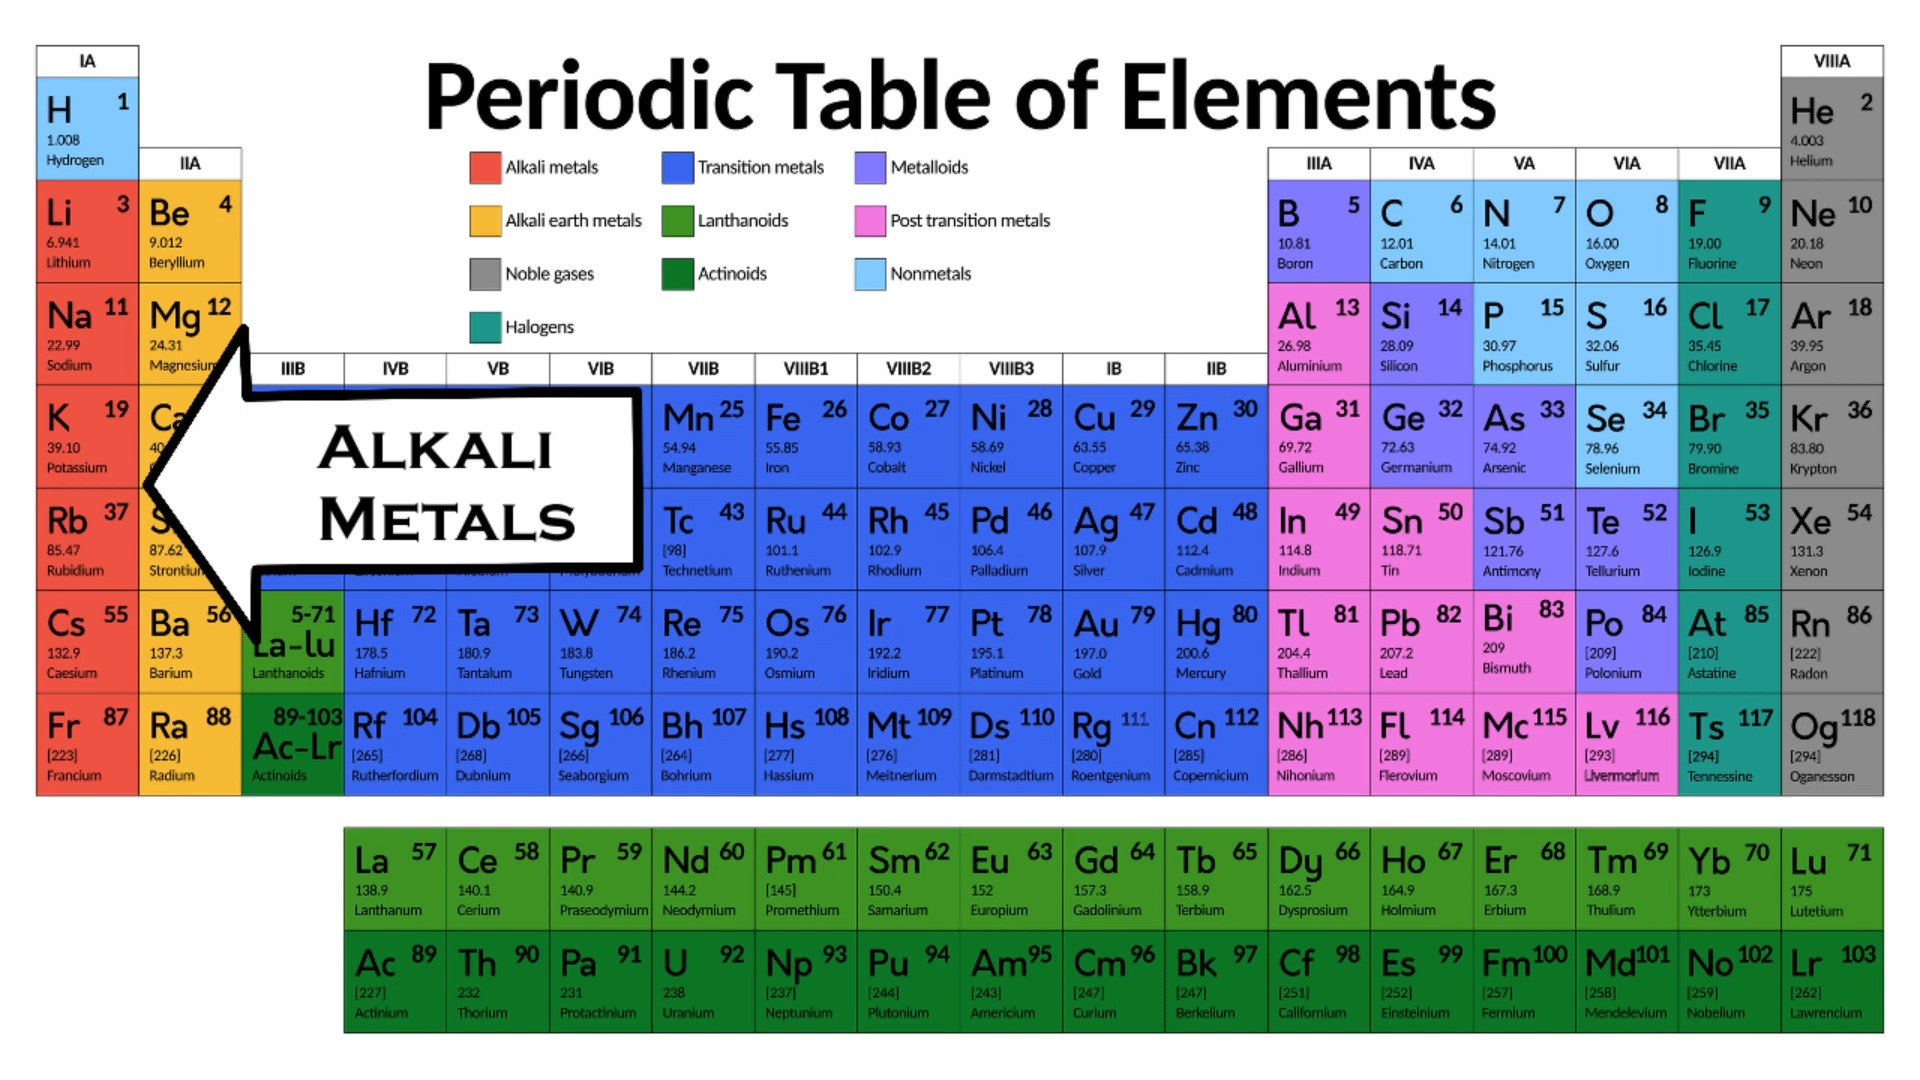 Periodic Table of Elements
IA
VIIIA
H 1
1.008
Hydrogen
He 2
4.003
Helium
IIA
IIIA IVA VA VIA VIIA
Alkali metals
Transition metals
Metalloids
Alkali earth metals
Lanthanoids
Post transition metals
Noble gases
Actinoids
Nonmetals
Halogens
Li 3
6.941
Lithium
Be 4
9.012
Beryllium
B 5
10.81
Boron
C 6
12.01
Carbon
N 7
14.01
Nitrogen
O 8
16.00
Oxygen
F 9
19.00
Fluorine
Ne 10
20.18
Neon
Na 11
22.99
Sodium
Mg 12
24.31
Magnesium
Al 13
26.98
Aluminium
Si 14
28.09
Silicon
P 15
30.97
Phosphorus
S 16
32.06
Sulfur
Cl 17
35.45
Chlorine
Ar 18
39.95
Argon
IIIB IVB VB VIB VIIB VIIIB1 VIIIB2 VIIIB3 IB IIB
K 19
39.10
Potassium
Ca
40
ALKALI
METALS
Mn 25
54.94
Manganese
Fe 26
55.85
Iron
Co 27
58.93
Cobalt
Ni 28
58.69
Nickel
Cu 29
63.55
Copper
Zn 30
65.38
Zinc
Ga 31
69.72
Gallium
Ge 32
72.63
Germanium
As 33
74.92
Arsenic
Se 34
78.96
Selenium
Br 35
79.90
Bromine
Kr 36
83.80
Krypton
Rb 37
85.47
Rubidium
S
87.62
Strontium
Tc 43
[98]
Technetium
Ru 44
101.1
Ruthenium
Rh 45
102.9
Rhodium
Pd 46
106.4
Palladium
Ag 47
107.9
Silver
Cd 48
112.4
Cadmium
In 49
114.8
Indium
Sn 50
118.71
Tin
Sb 51
121.76
Antimony
Te 52
127.6
Tellurium
I 53
126.9
Iodine
Xe 54
131.3
Xenon
Cs 55
132.9
Caesium
Ba 56
137.3
Barium
5-71
La-lu
Lanthanoids
Hf 72
178.5
Hafnium
Ta 73
180.9
Tantalum
W 74
183.8
Tungsten
Re 75
186.2
Rhenium
Os 76
190.2
Osmium
Ir 77
192.2
Iridium
Pt 78
195.1
Platinum
Au 79
197.0
Gold
Hg 80
200.6
Mercury
Tl 81
204.4
Thallium
Pb 82
207.2
Lead
Bi 83
209
Bismuth
Po 84
[209]
Polonium
At 85
[210]
Astatine
Rn 86
[222]
Radon
Fr 87
[223]
Francium
Ra 88
[226]
Radium
89-103
Ac-Lr
Actinoids
Rf 104
[265]
Rutherfordium
Db 105
[268]
Dubnium
Sg 106
[266]
Seaborgium
Bh 107
[264]
Bohrium
Hs 108
[277]
Hassium
Mt 109
[276]
Meitnerium
Ds 110
[281]
Darmstadtium
Rg 111
[280]
Roentgenium
Cn 112
[285]
Copernicium
Nh 113
[286]
Nihonium
Fl 114
[289]
Flerovium
Mc 115
[289]
Moscovium
Lv 116
[293]
Livermorium
Ts 117
[294]
Tennessine
Og 118
[294]
Oganesson
La 57
138.9
Lanthanum
Ce 58
140.1
Cerium
Pr 59
140.9
Praseodymium
Nd 60
144.2
Neodymium
Pm 61
[145]
Promethium
Sm 62
150.4
Samarium
Eu 63
152
Europium
Gd 64
157.3
Gadolinium
Tb 65
158.9
Terbium
Dy 66
162.5
Dysprosium
Ho 67
164.9
Holmium
Er 68
167.3
Erbium
Tm 69
168.9
Thulium
Yb 70
173
Ytterbium
Lu 71
175
Lutetium
Ac 89
[227]
Actinium
Th 90
232
Thorium
Pa 91
231
Protactinium
U 92
238
Uranium
Np 93
[237]
Neptunium
Pu 94
[244]
Plutonium
Am 95
[243]
Americium
Cm 96
[247]
Curium
Bk 97
[247]
Berkelium
Cf 98
[251]
Californium
Es 99
[252]
Einsteinium
Fm 100
[257]
Fermium
Md 101
[258]
Mendelevium
No 102
[259]
Nobelium
Lr 103
[262]
Lawrencium